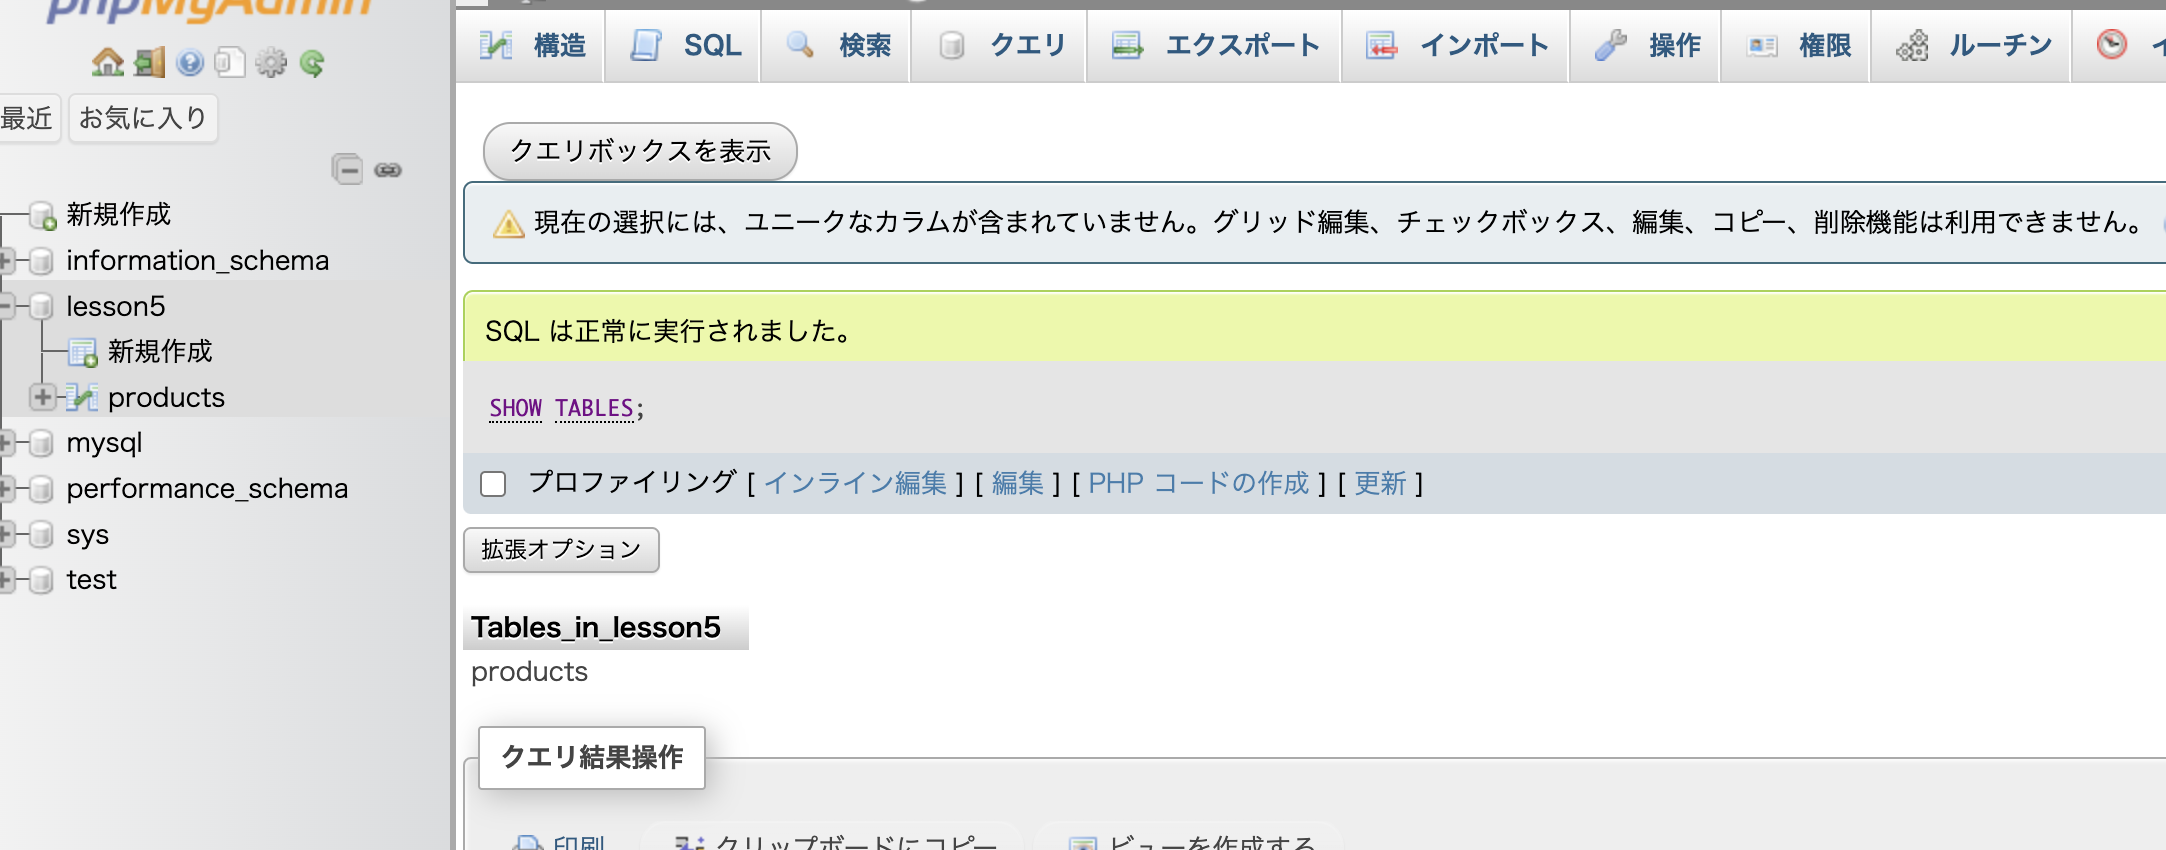 phpMyAdmin
最近 お気に入り
新規作成
information_schema
lesson5
新規作成
products
mysql
performance_schema
sys
test
構造 SQL 検索 クエリ エクスポート インポート 操作 権限 ルーチン
クエリボックスを表示
現在の選択には、ユニークなカラムが含まれていません。グリッド編集、チェックボックス、編集、コピー、削除機能は利用できません。
SQL は正常に実行されました。
SHOW TABLES;
プロファイリング [ インライン編集 ] [ 編集 ] [ PHP コードの作成 ] [ 更新 ]
拡張オプション
Tables_in_lesson5
products
クエリ結果操作
印刷 クリップボードにコピー ビューを作成する